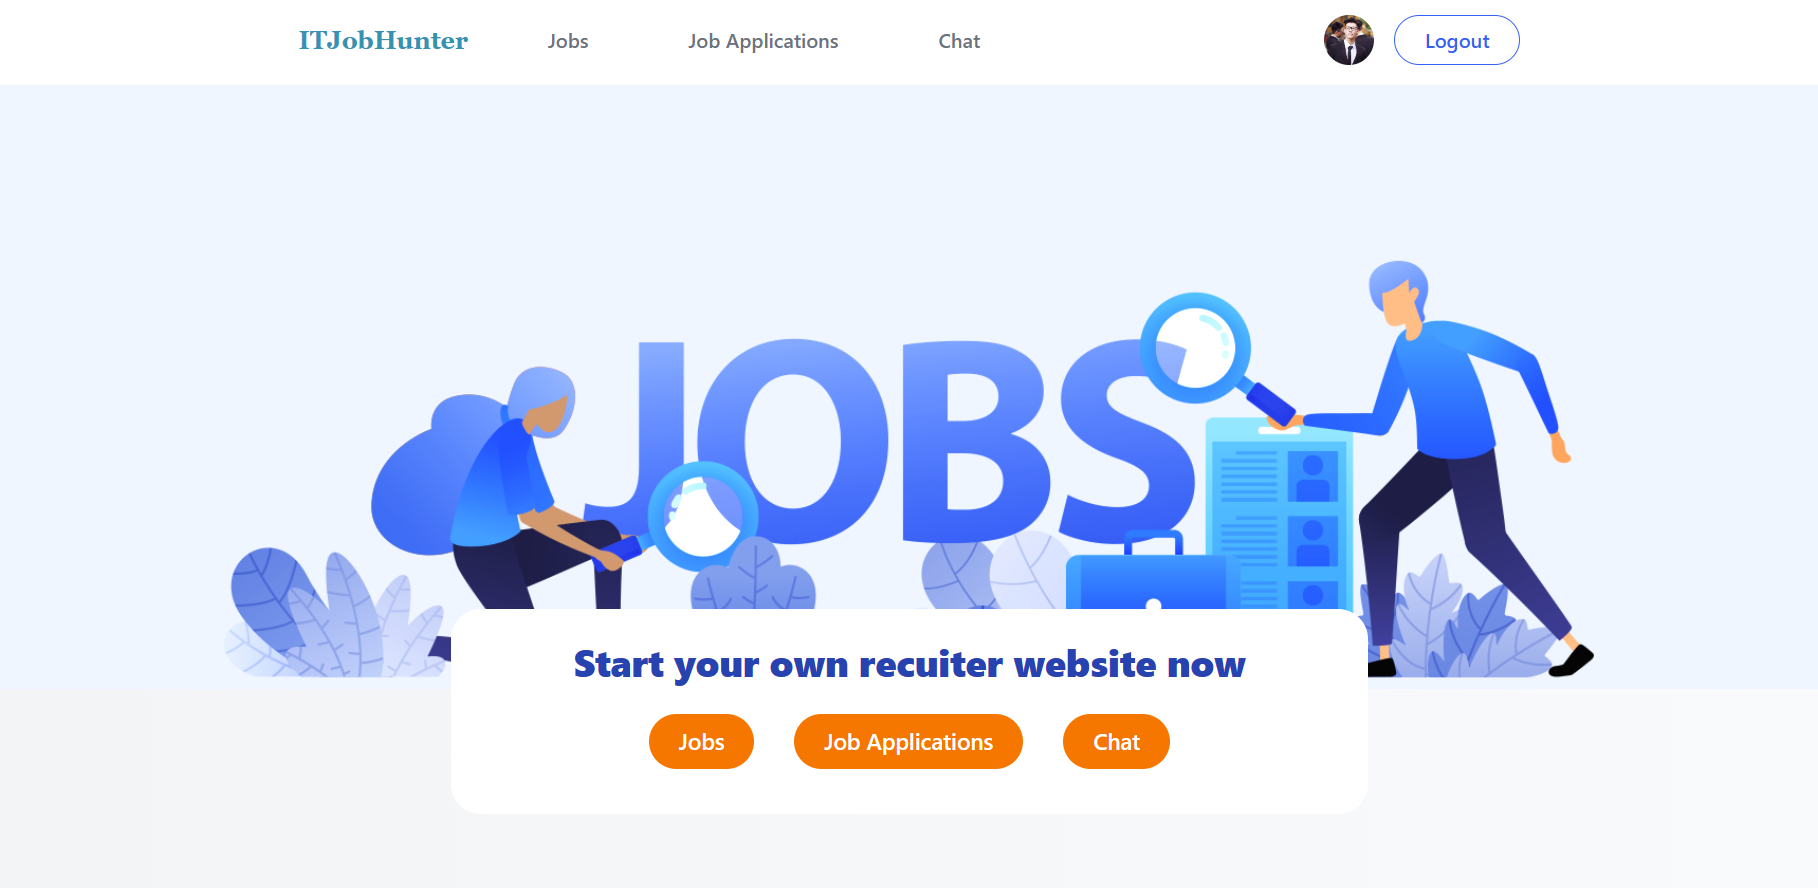 ITJobHunter
Jobs
Job Applications
Chat
Logout
JOBS
Start your own recuiter website now
Jobs
Job Applications
Chat